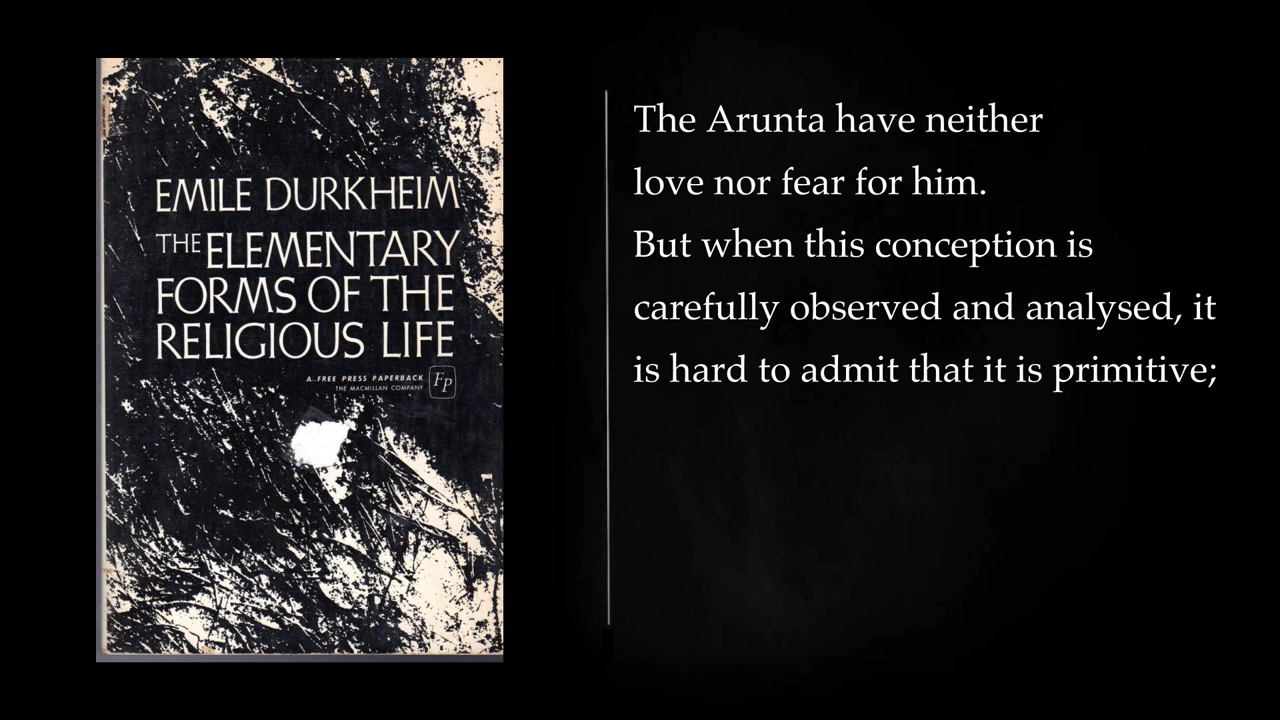 EMILE DURKHEIM
THE ELEMENTARY
FORMS OF THE
RELIGIOUS LIFE
A FREE PRESS PAPERBACK
THE MACMILLAN COMPANY
Fp
The Arunta have neither
love nor fear for him.
But when this conception is
carefully observed and analysed, it
is hard to admit that it is primitive;